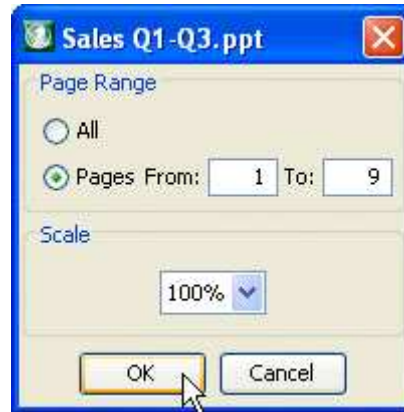 Sales Q1-Q3.ppt
Page Range
All
Pages From: 1 To: 9
Scale
100%
OK Cancel